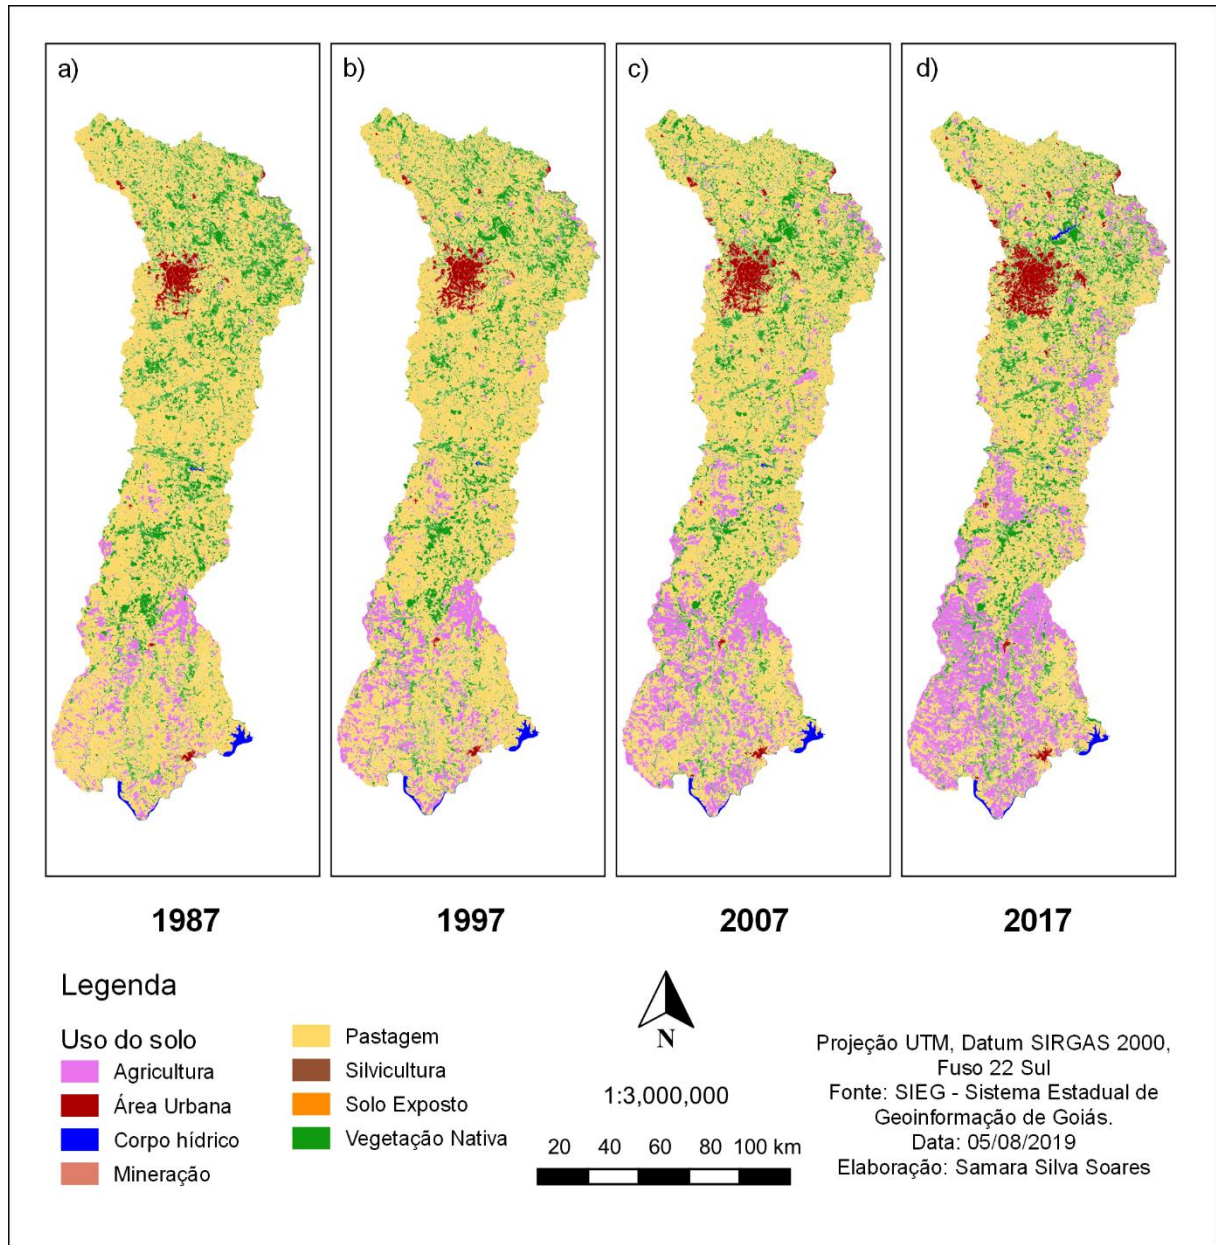 a)
b)
c)
d)
1987
1997
2007
2017
Legenda
Uso do solo
Agricultura
Área Urbana
Corpo hídrico
Mineração
Pastagem
Silvicultura
Solo Exposto
Vegetação Nativa
N
1:3,000,000
20 40 60 80 100 km
Projeção UTM, Datum SIRGAS 2000,
Fuso 22 Sul
Fonte: SIEG - Sistema Estadual de
Geoinformação de Goiás.
Data: 05/08/2019
Elaboração: Samara Silva Soares